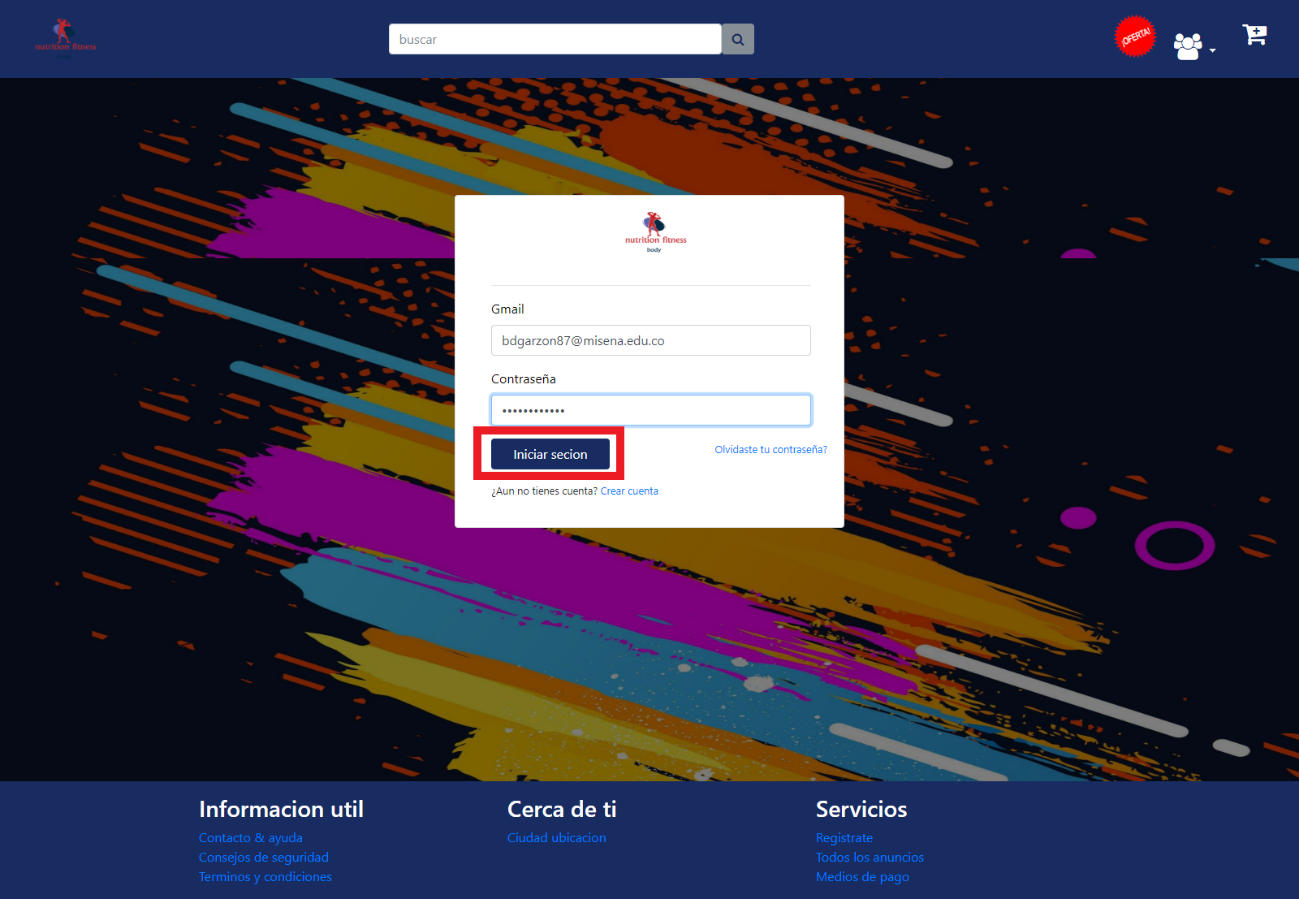 nutrition fitness
buscar
¡OFERTA!
nutrition fitness
body
Gmail
bdgarzon87@misena.edu.co
Contraseña
••••••••••••
Iniciar secion
Olvidaste tu contraseña?
¿Aun no tienes cuenta? Crear cuenta
Informacion util
Contacto & ayuda
Consejos de seguridad
Terminos y condiciones
Cerca de ti
Ciudad ubicacion
Servicios
Registrate
Todos los anuncios
Medios de pago